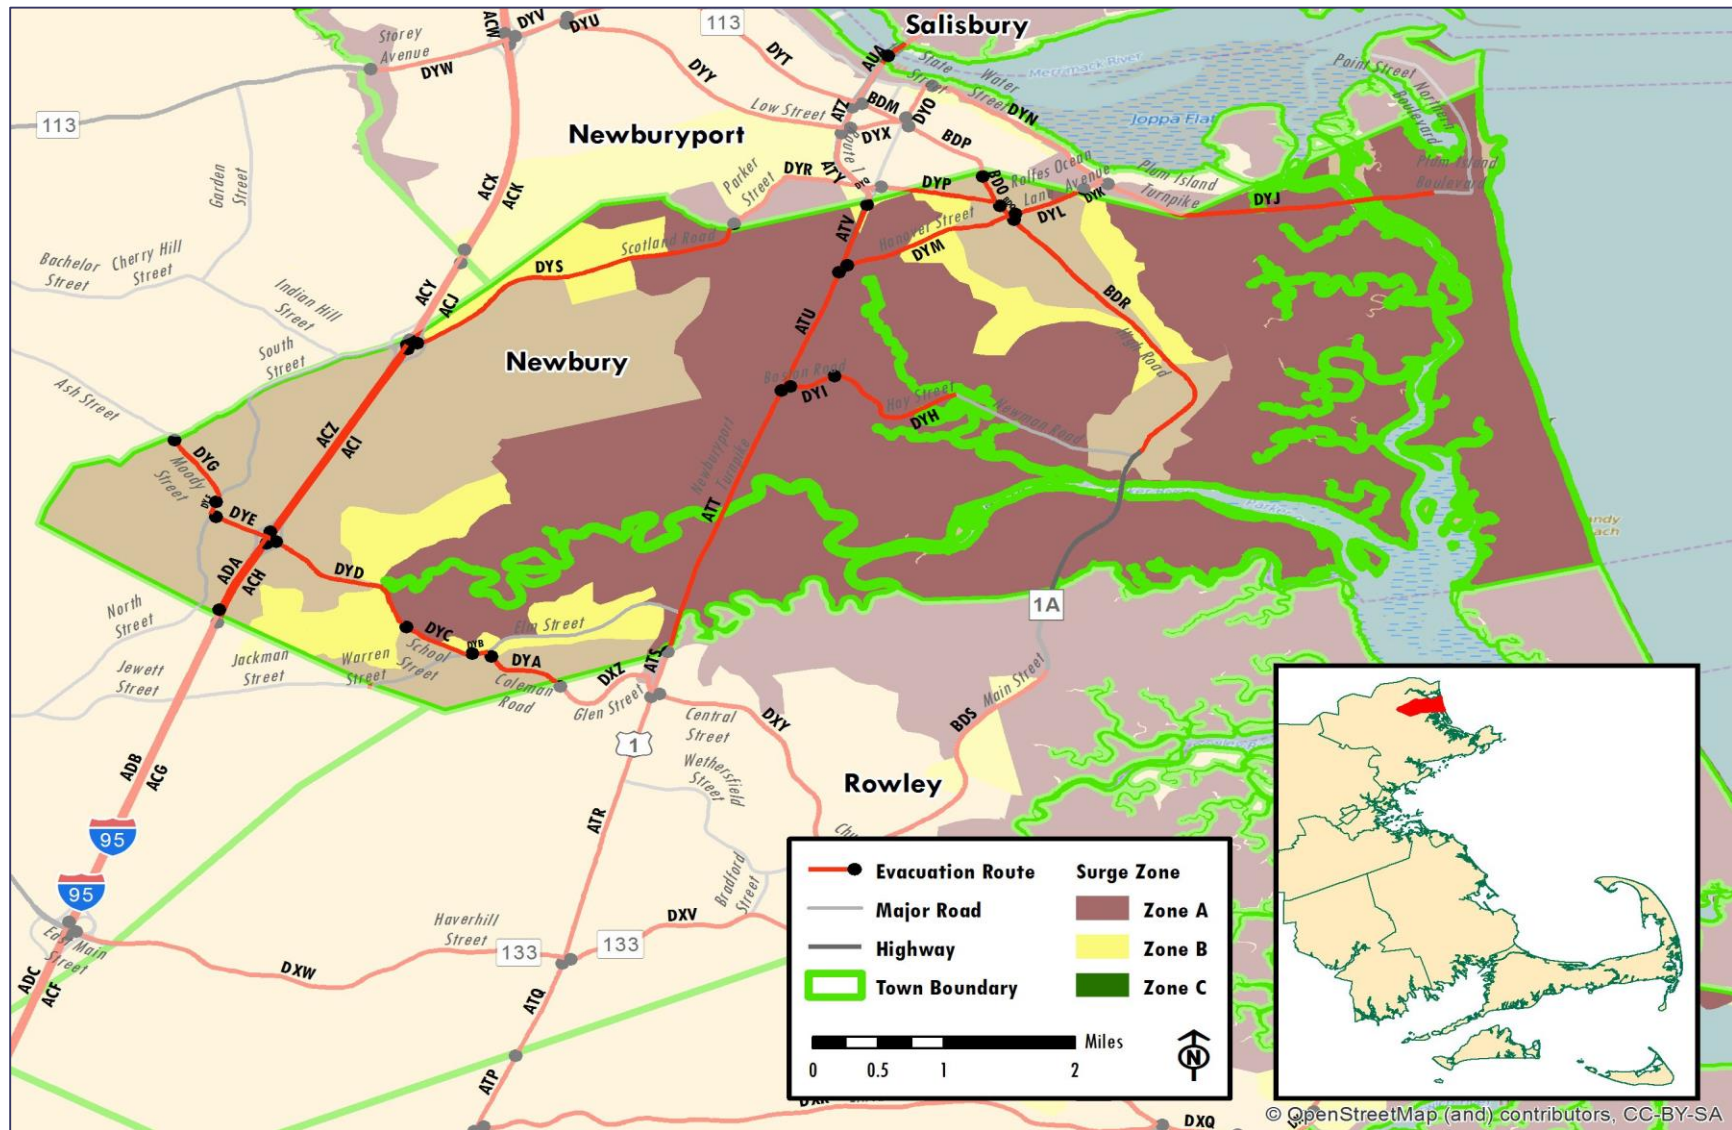 Salisbury
113
DYV
DYU
ACW
Storey
Avenue
DYW
DYT
DYY
AUA
State
Street
Water
Street
Merrimack River
Point Street
Northern
Boulevard
Joppa Flat
113
Newburyport
Low Street
ATZ
BDM
DYO
DYN
DYX
BDP
Route 1
ATY
DYQ
Parker
Street
DYR
DYP
BDO
Rolfes
Lane
Ocean
Avenue
DYK
Plum Island
Turnpike
Plum Island
Boulevard
DYJ
DYL
Garden
Street
ACX
ACK
ATV
Hanover Street
DYM
Scotland Road
DYS
Bachelor
Street
Cherry Hill
Street
Indian Hill
Street
ACY
ACJ
BDR
High Road
ATU
South
Street
Newbury
Boston Road
DYI
Hay Street
DYH
Newman Road
Ash Street
ACZ
ACI
DYG
Moody
Street
DYF
DYE
Newburyport
Turnpike
ATT
ADA
ACH
DYD
North
Street
DYC
School
Street
DYB
Elm Street
DYA
Coleman
Road
Jewett
Street
Jackman
Street
Warren
Street
DXZ
ATS
Glen Street
1A
Central
Street
DXY
Main Street
BDS
1
ADB
ACG
Wethersfield
Street
Rowley
95
95
ATR
Bradford
Street
East Main
Street
Haverhill
Street
133
133
DXV
DXW
ADC
ACF
ATQ
ATP
DXQ
Evacuation Route
Major Road
Highway
Town Boundary
Surge Zone
Zone A
Zone B
Zone C
Miles
0 0.5 1 2
N
© OpenStreetMap (and) contributors, CC-BY-SA